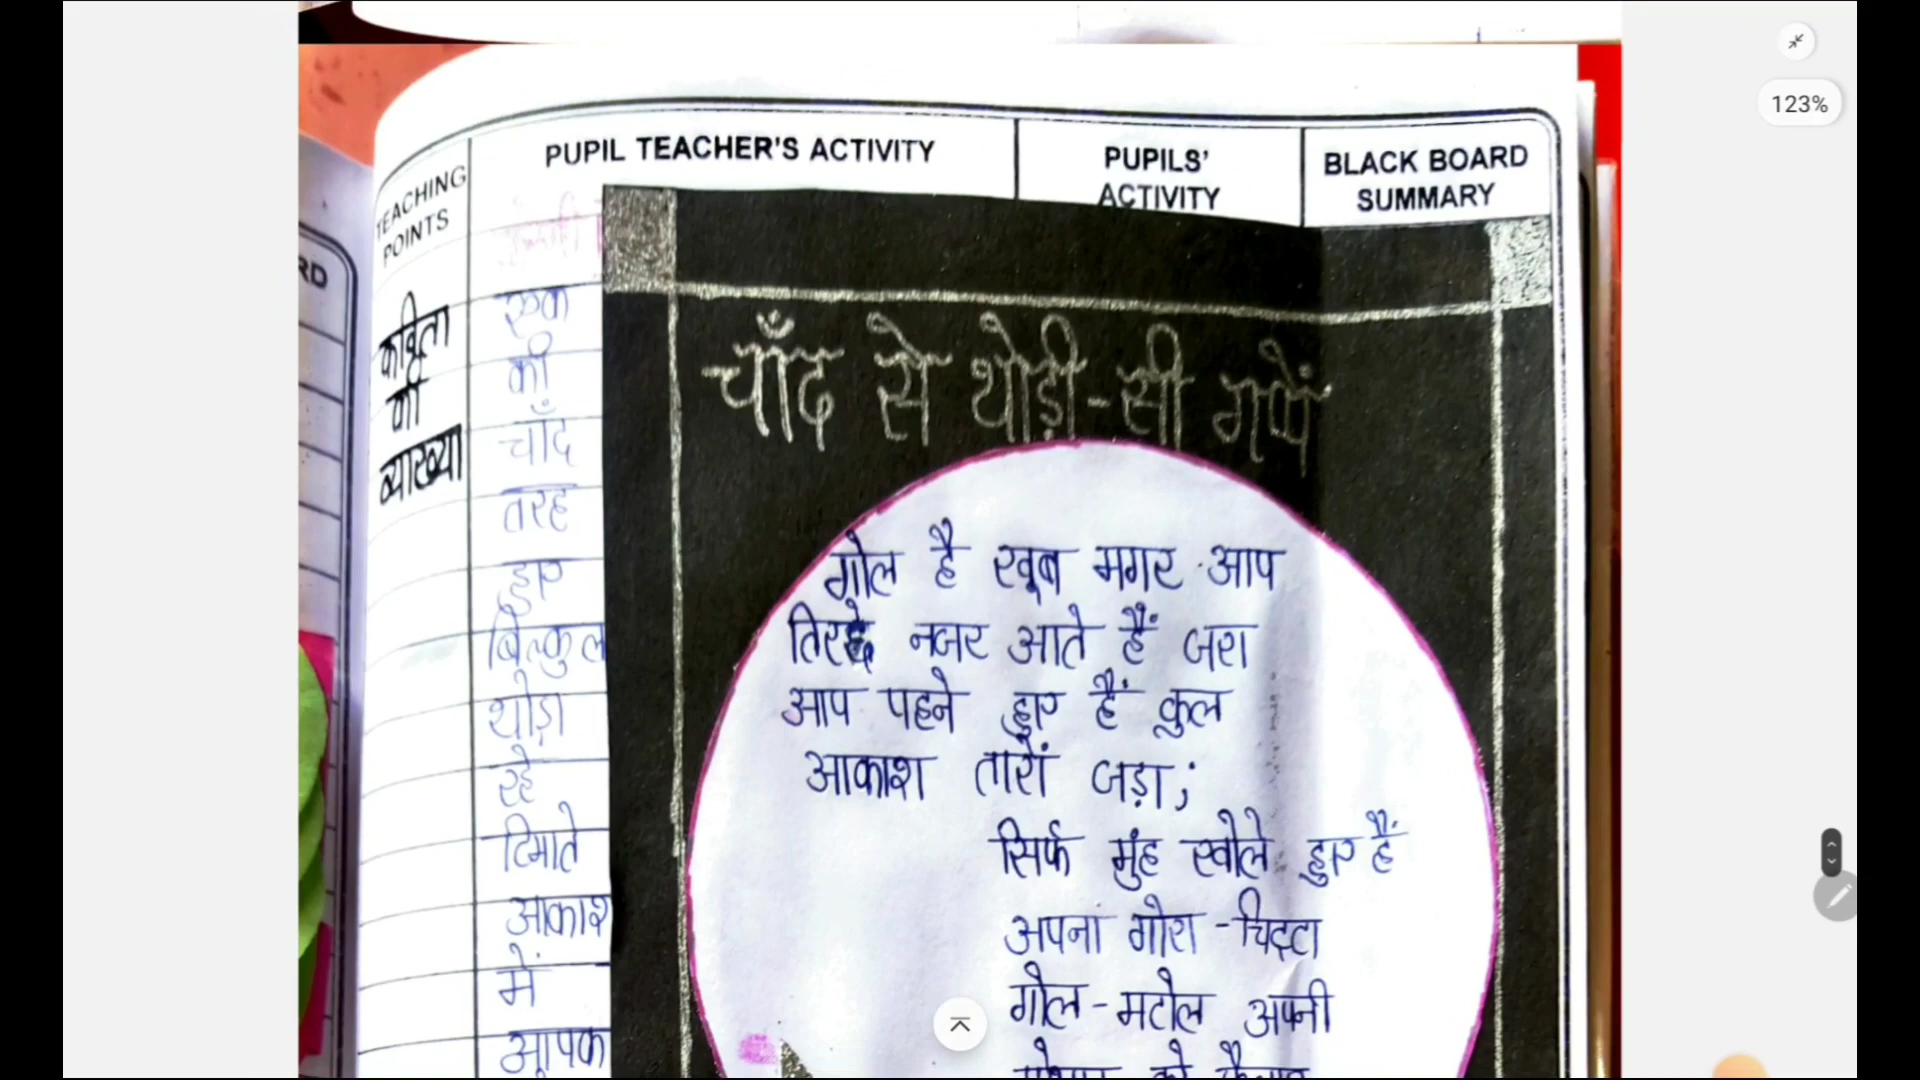 RD
TEACHING
POINTS
PUPIL TEACHER'S ACTIVITY
PUPILS'
ACTIVITY
BLACK BOARD
SUMMARY
कविता
की
व्याख्या
एक
की
चाँद
तरह
हुए
बिल्कुल
थोड़ा
रहे
टिमाते
आकाश
में
आपक
चाँद से थोड़ी-सी गप्पें
गोल है खूब मगर आप
तिरछे नजर आते हैं जरा
आप पहने हुए हैं कुल
आकाश तारों जड़ा;
सिर्फ मुंह खोले हुए हैं
अपना गोरा-चिट्टा
गोल-मटोल अपनी
123%